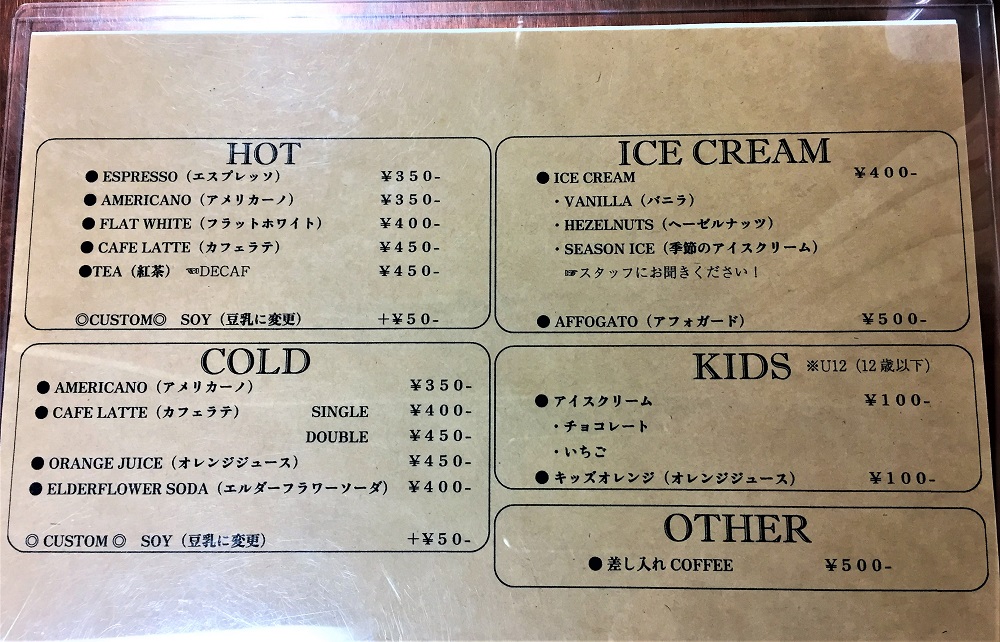 HOT
●ESPRESSO（エスプレッソ） ￥350-
●AMERICANO（アメリカーノ） ￥350-
●FLAT WHITE（フラットホワイト） ￥400-
●CAFE LATTE（カフェラテ） ￥450-
●TEA（紅茶） ☜DECAF ￥450-
◎CUSTOM◎ SOY（豆乳に変更） +￥50-
COLD
●AMERICANO（アメリカーノ） ￥350-
●CAFE LATTE（カフェラテ） SINGLE ￥400-
DOUBLE ￥450-
●ORANGE JUICE（オレンジジュース） ￥450-
●ELDERFLOWER SODA（エルダーフラワーソーダ） ￥400-
◎ CUSTOM ◎ SOY（豆乳に変更） +￥50-
ICE CREAM
●ICE CREAM ￥400-
・VANILLA（バニラ）
・HEZELNUTS（ヘーゼルナッツ）
・SEASON ICE（季節のアイスクリーム）
☞スタッフにお聞きください！
●AFFOGATO（アフォガード） ￥500-
KIDS ※U12（12歳以下）
●アイスクリーム ￥100-
・チョコレート
・いちご
●キッズオレンジ（オレンジジュース） ￥100-
OTHER
●差し入れ COFFEE ￥500-